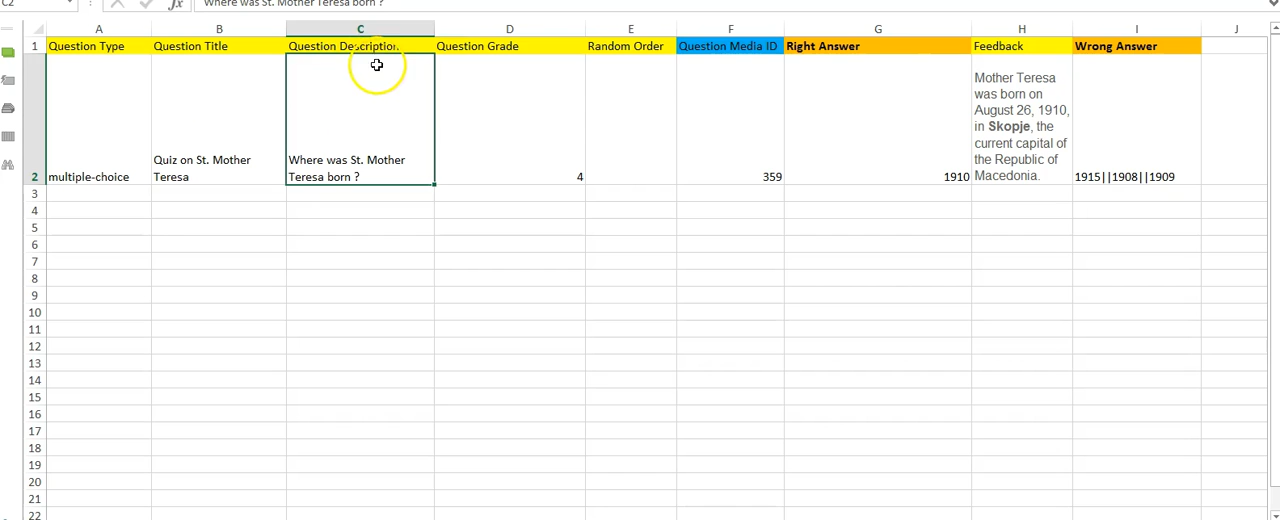 C2 fx Where was St. Mother Teresa born ?
A B C D E F G H I J
1 Question Type Question Title Question Description Question Grade Random Order Question Media ID Right Answer Feedback Wrong Answer
Mother Teresa
was born on
August 26, 1910,
in Skopje, the
current capital of
the Republic of
Macedonia.
Quiz on St. Mother
Teresa
Where was St. Mother
Teresa born ?
2 multiple-choice 4 359 1910 1915||1908||1909
3
4
5
6
7
8
9
10
11
12
13
14
15
16
17
18
19
20
21
22